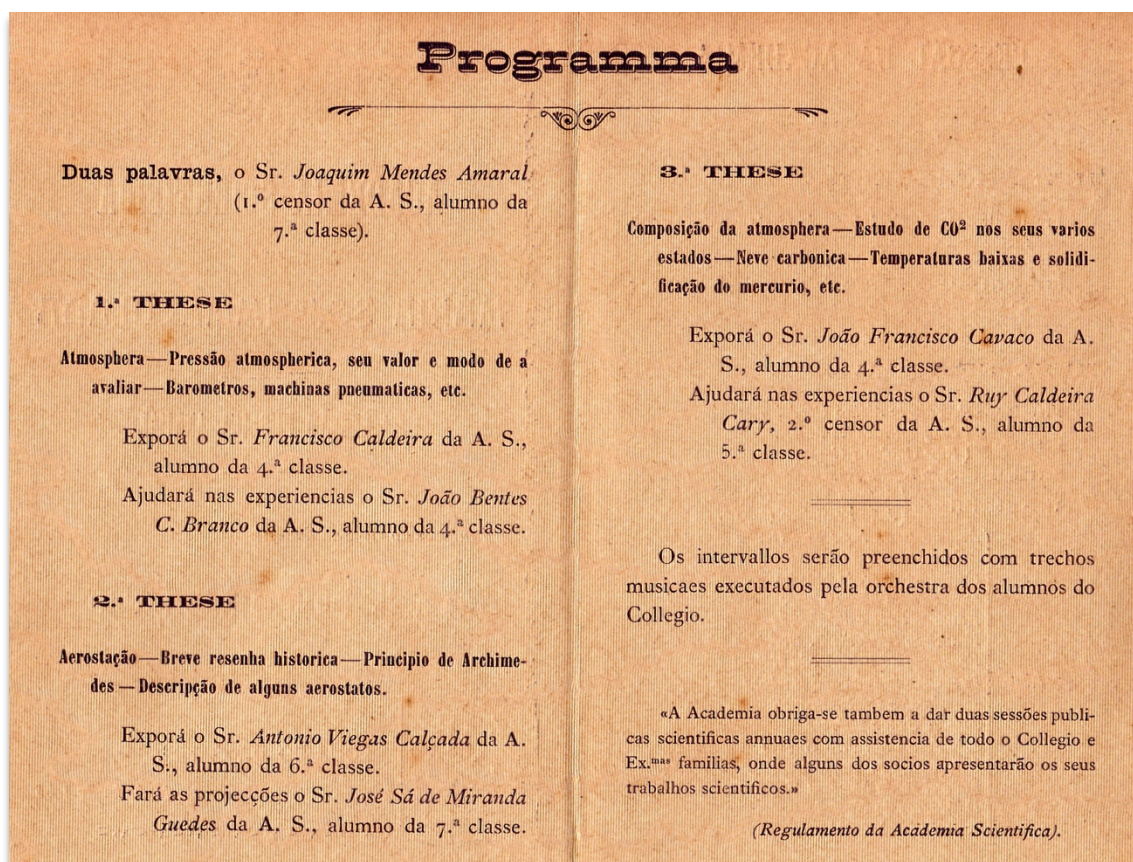 Programma
Duas palavras, o Sr. Joaquim Mendes Amaral
(1.º censor da A. S., alumno da
7.ª classe).
1.ª THESE
Atmosphera—Pressão atmospherica, seu valor e modo de a
avaliar—Barometros, machinas pneumaticas, etc.
Exporá o Sr. Francisco Caldeira da A. S.,
alumno da 4.ª classe.
Ajudará nas experiencias o Sr. João Bentes
C. Branco da A. S., alumno da 4.ª classe.
2.ª THESE
Aerostação—Breve resenha historica—Principio de Archime-
des—Descripção de alguns aerostatos.
Exporá o Sr. Antonio Viegas Calçada da A.
S., alumno da 6.ª classe.
Fará as projecções o Sr. José Sá de Miranda
Guedes da A. S., alumno da 7.ª classe.
3.ª THESE
Composição da atmosphera—Estudo de CO² nos seus varios
estados—Neve carbonica—Temperaturas baixas e solidi-
ficação do mercurio, etc.
Exporá o Sr. João Francisco Cavaco da A.
S., alumno da 4.ª classe.
Ajudará nas experiencias o Sr. Ruy Caldeira
Cary, 2.º censor da A. S., alumno da
5.ª classe.
Os intervallos serão preenchidos com trechos
musicaes executados pela orchestra dos alumnos do
Collegio.
«A Academia obriga-se tambem a dar duas sessões publi-
cas scientificas annuaes com assistencia de todo o Collegio e
Ex.mas familias, onde alguns dos socios apresentarão os seus
trabalhos scientificos.»
(Regulamento da Academia Scientifica).